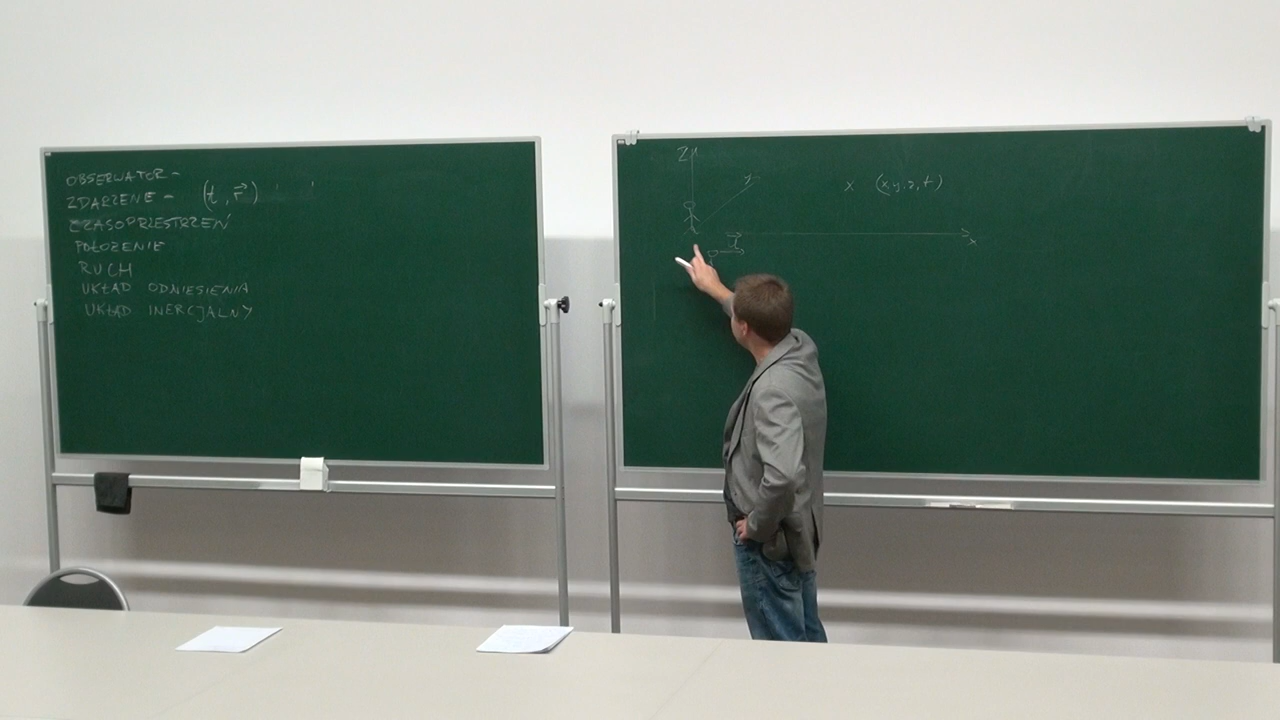 OBSERWATOR -
ZDARZENIE - (t, r⃗)
CZASOPRZESTRZEŃ
POŁOŻENIE
RUCH
UKŁAD ODNIESIENIA
UKŁAD INERCJALNY
z
y
x (x, y, z, t)
x